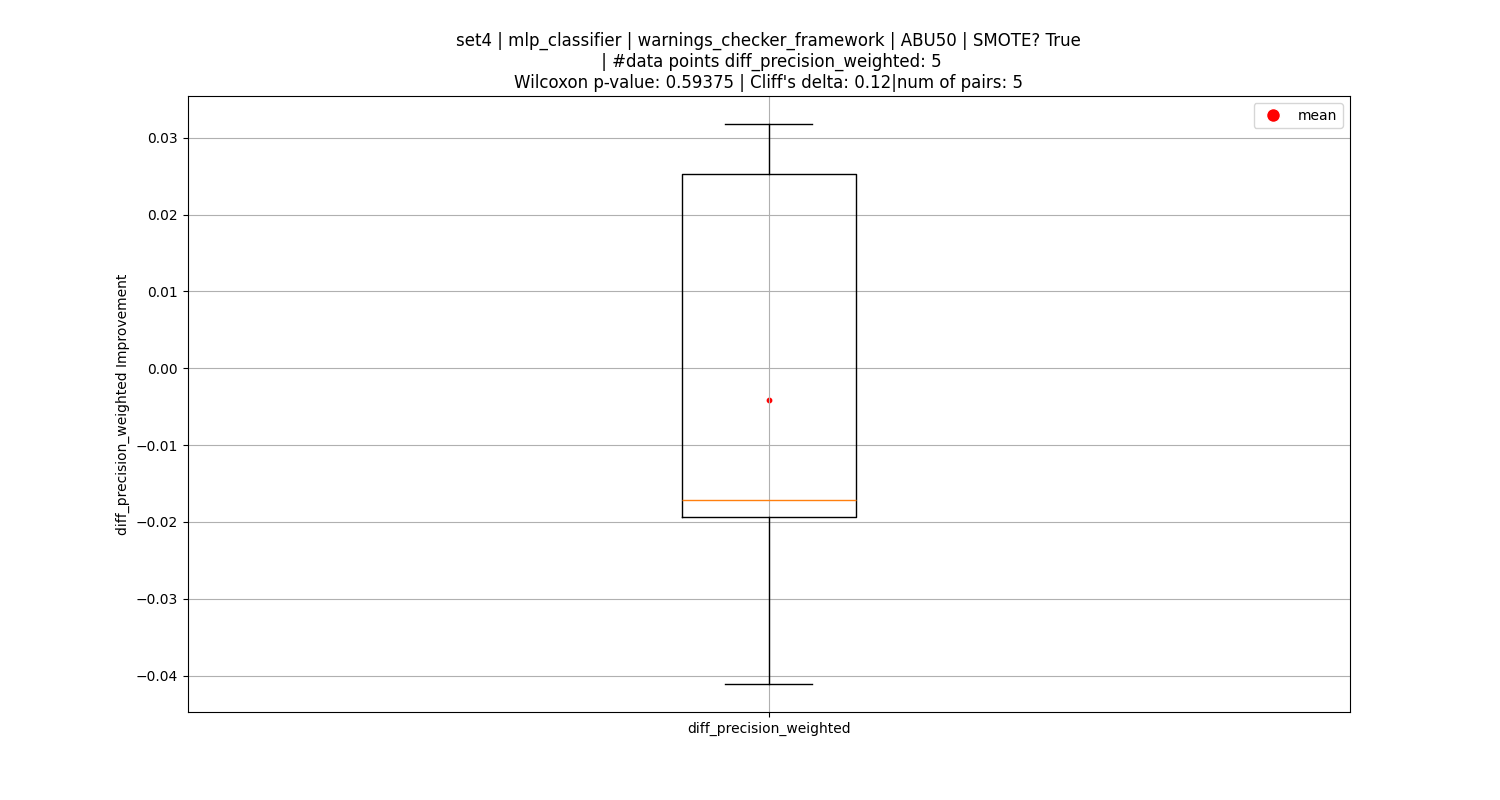 set4 | mlp_classifier | warnings_checker_framework | ABU50 | SMOTE? True
| #data points diff_precision_weighted: 5
Wilcoxon p-value: 0.59375 | Cliff's delta: 0.12|num of pairs: 5
mean
0.03
0.02
0.01
0.00
−0.01
−0.02
−0.03
−0.04
diff_precision_weighted Improvement
diff_precision_weighted